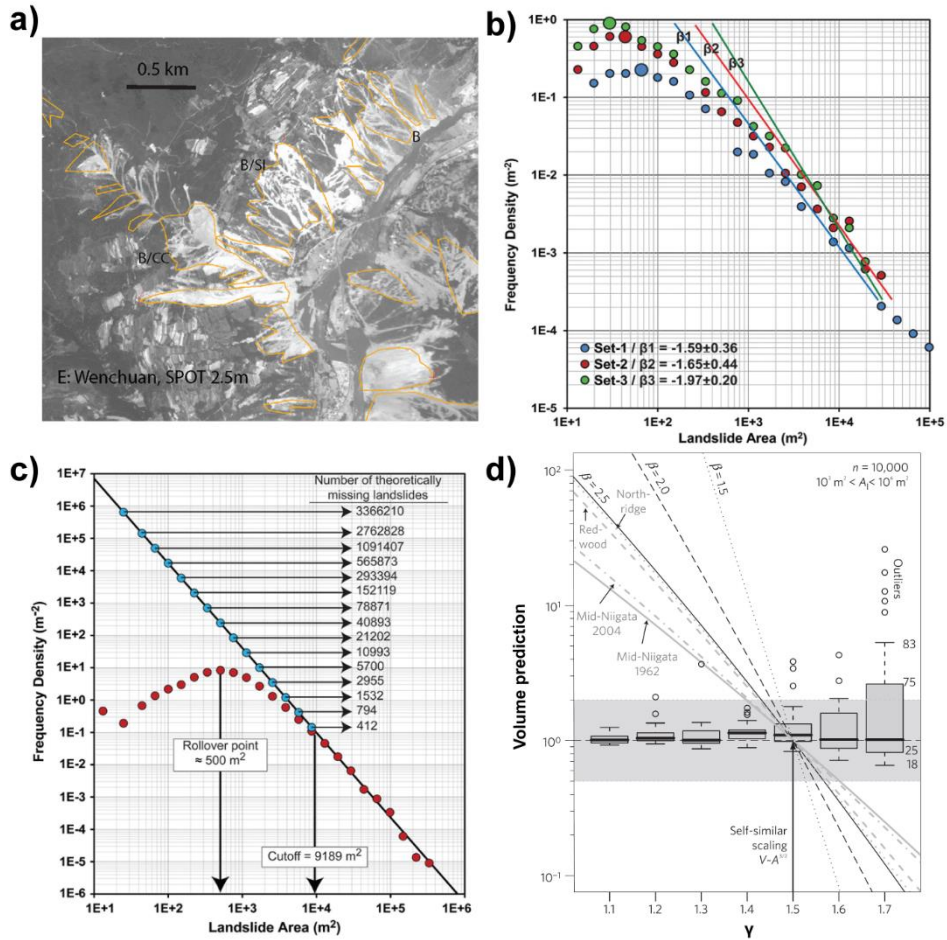 a)
0.5 km
B
B/SI
B/CC
E: Wenchuan, SPOT 2.5m
b)
1E+0
1E-1
1E-2
1E-3
1E-4
1E-5
Frequency Density (m⁻²)
β1
β2
β3
Set-1 / β1 = -1.59±0.36
Set-2 / β2 = -1.65±0.44
Set-3 / β3 = -1.97±0.20
1E+1 1E+2 1E+3 1E+4 1E+5
Landslide Area (m²)
c)
1E+7
1E+6
1E+5
1E+4
1E+3
1E+2
1E+1
1E+0
1E-1
1E-2
1E-3
1E-4
1E-5
1E-6
Frequency Density (m⁻²)
Number of theoretically
missing landslides
3366210
2762828
1091407
565873
293394
152119
78871
40893
21202
10993
5700
2955
1532
794
412
Rollover point
≈ 500 m²
Cutoff = 9189 m²
1E+1 1E+2 1E+3 1E+4 1E+5 1E+6
Landslide Area (m²)
d)
10²
10¹
10⁰
10⁻¹
Volume prediction
β = 2.5
β = 2.0
β = 1.5
n = 10,000
North-
ridge
Red-
wood
Mid-Niigata
2004
Mid-Niigata
1962
Outliers
83
75
25
18
Self-similar
scaling
1.1 1.2 1.3 1.4 1.5 1.6 1.7
γ